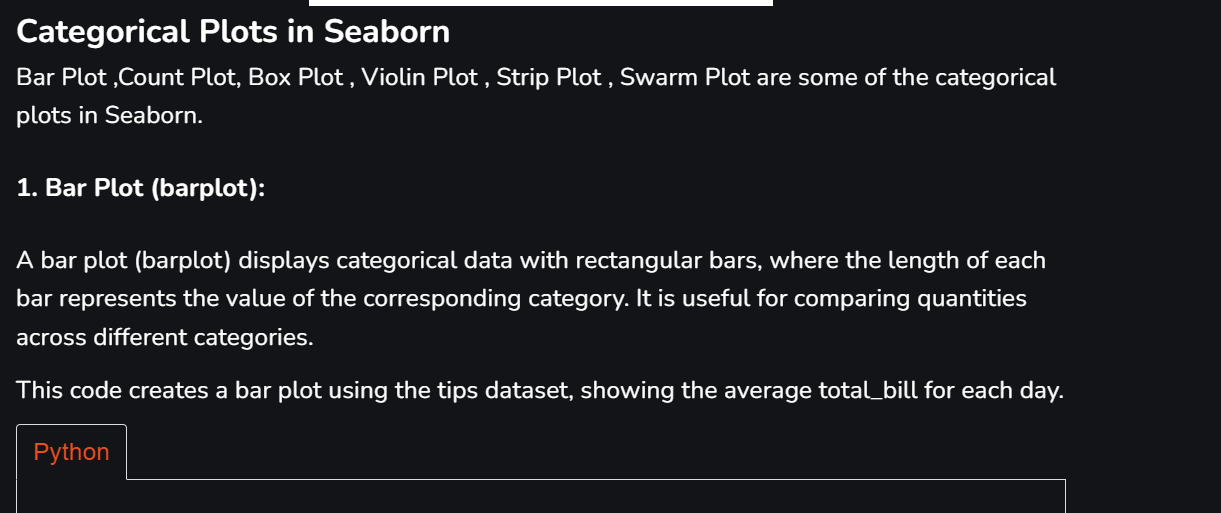 Categorical Plots in Seaborn
Bar Plot ,Count Plot, Box Plot , Violin Plot , Strip Plot , Swarm Plot are some of the categorical
plots in Seaborn.
1. Bar Plot (barplot):
A bar plot (barplot) displays categorical data with rectangular bars, where the length of each
bar represents the value of the corresponding category. It is useful for comparing quantities
across different categories.
This code creates a bar plot using the tips dataset, showing the average total_bill for each day.
Python